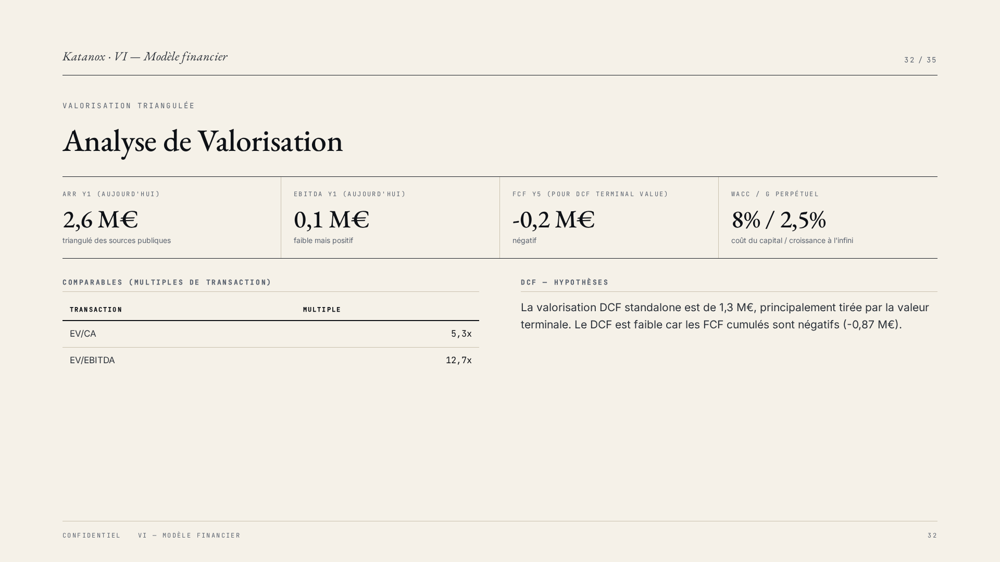 Katanox · VI — Modèle financier
32 / 35
VALORISATION TRIANGULÉE
Analyse de Valorisation
ARR Y1 (AUJOURD'HUI)
2,6 M€
triangulé des sources publiques
EBITDA Y1 (AUJOURD'HUI)
0,1 M€
faible mais positif
FCF Y5 (POUR DCF TERMINAL VALUE)
-0,2 M€
négatif
WACC / G PERPÉTUEL
8% / 2,5%
coût du capital / croissance à l'infini
COMPARABLES (MULTIPLES DE TRANSACTION)
TRANSACTION MULTIPLE
EV/CA 5,3x
EV/EBITDA 12,7x
DCF — HYPOTHÈSES
La valorisation DCF standalone est de 1,3 M€, principalement tirée par la valeur
terminale. Le DCF est faible car les FCF cumulés sont négatifs (-0,87 M€).
CONFIDENTIEL VI — MODÈLE FINANCIER
32